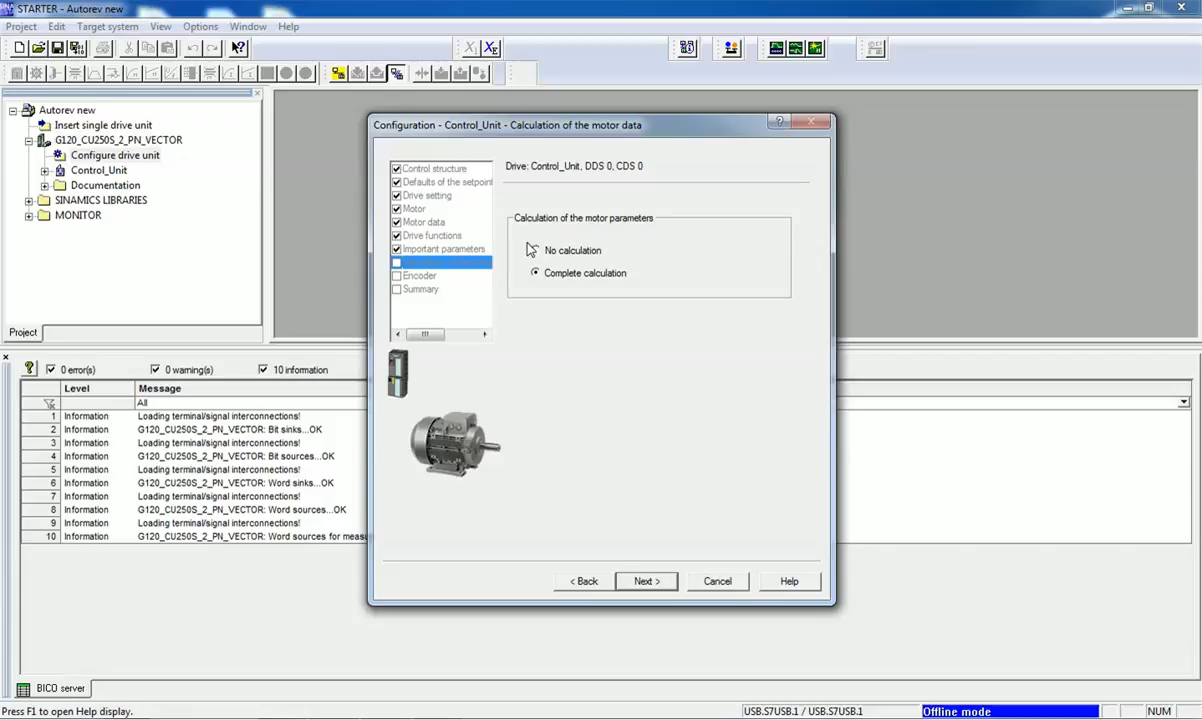 STARTER - Autorev new
Project Edit Target system View Options Window Help
Autorev new
Insert single drive unit
G120_CU250S_2_PN_VECTOR
Configure drive unit
Control_Unit
Documentation
SINAMICS LIBRARIES
MONITOR
Project
Configuration - Control_Unit - Calculation of the motor data
Control structure
Defaults of the setpoint
Drive setting
Motor
Motor data
Drive functions
Important parameters
Encoder
Summary
Drive: Control_Unit, DDS 0, CDS 0
Calculation of the motor parameters
No calculation
Complete calculation
< Back Next > Cancel Help
0 error(s) 0 warning(s) 10 information
Level Message
All
1 Information Loading terminal/signal interconnections!
2 Information G120_CU250S_2_PN_VECTOR: Bit sinks...OK
3 Information Loading terminal/signal interconnections!
4 Information G120_CU250S_2_PN_VECTOR: Bit sources...OK
5 Information Loading terminal/signal interconnections!
6 Information G120_CU250S_2_PN_VECTOR: Word sinks...OK
7 Information Loading terminal/signal interconnections!
8 Information G120_CU250S_2_PN_VECTOR: Word sources...OK
9 Information Loading terminal/signal interconnections!
10 Information G120_CU250S_2_PN_VECTOR: Word sources for meas
BICO server
Press F1 to open Help display. USB.S7USB.1 / USB.S7USB.1 Offline mode NUM